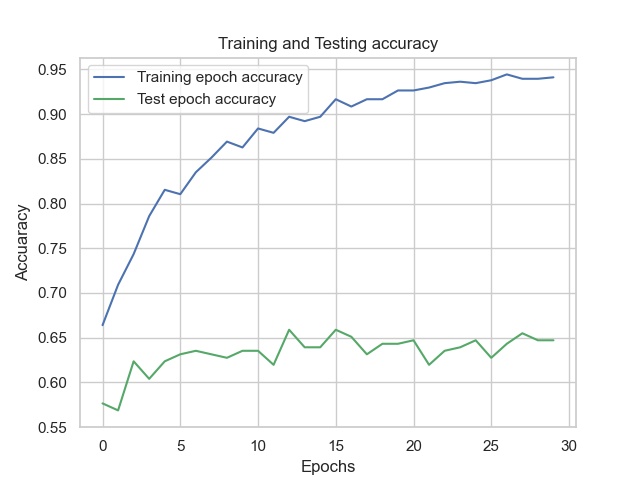 Training and Testing accuracy
Training epoch accuracy
Test epoch accuracy
0.95
0.90
0.85
0.80
0.75
0.70
0.65
0.60
0.55
Accuaracy
0 5 10 15 20 25 30
Epochs